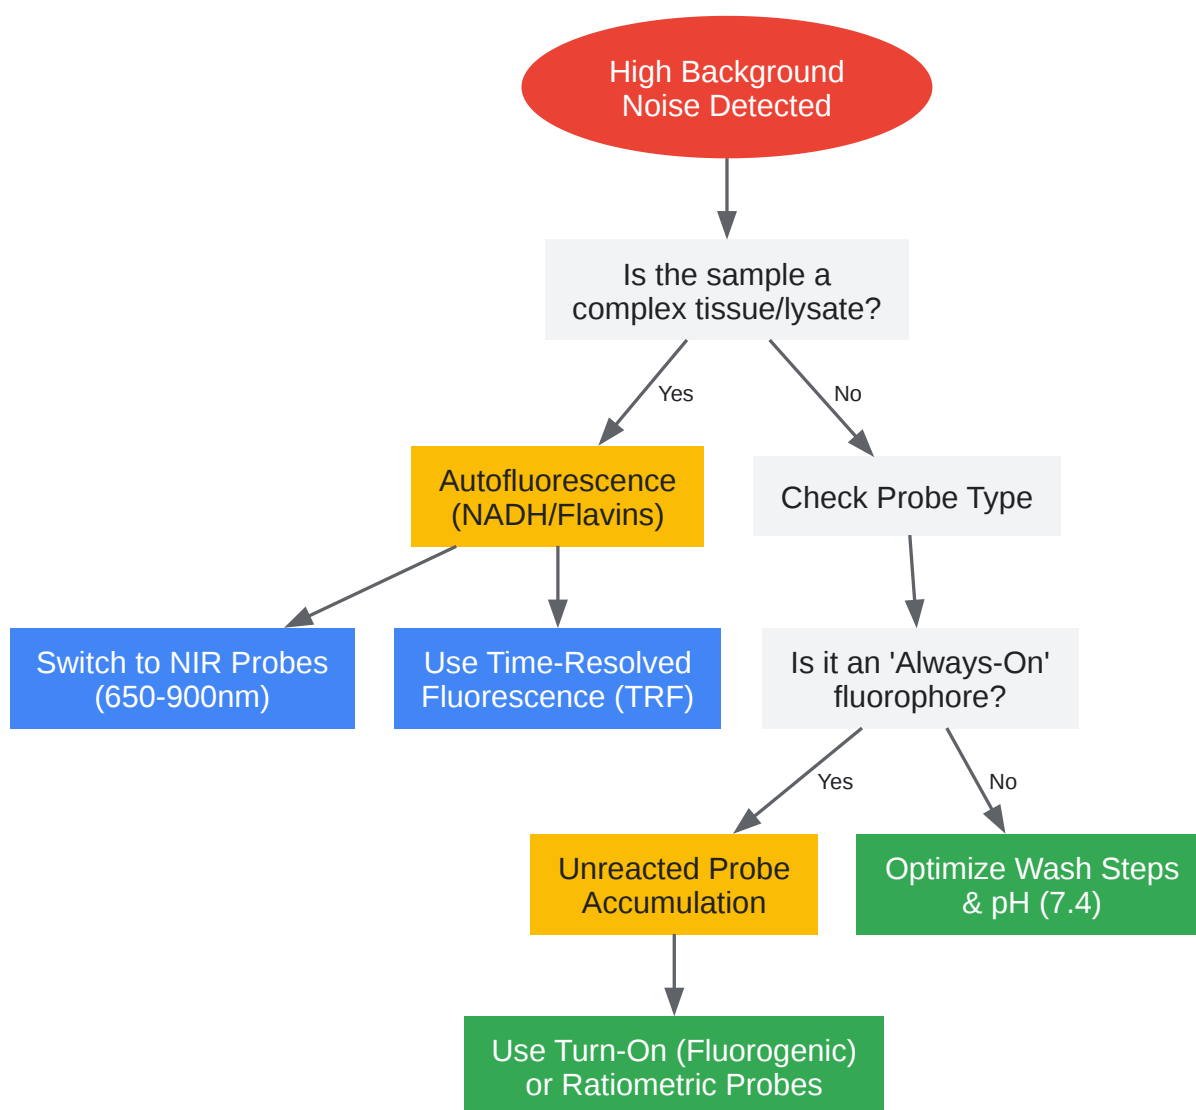 High Background
Noise Detected
Is the sample a
complex tissue/lysate?
Yes
No
Autofluorescence
(NADH/Flavins)
Check Probe Type
Switch to NIR Probes
(650-900nm)
Use Time-Resolved
Fluorescence (TRF)
Is it an 'Always-On'
fluorophore?
Yes
No
Unreacted Probe
Accumulation
Optimize Wash Steps
& pH (7.4)
Use Turn-On (Fluorogenic)
or Ratiometric Probes